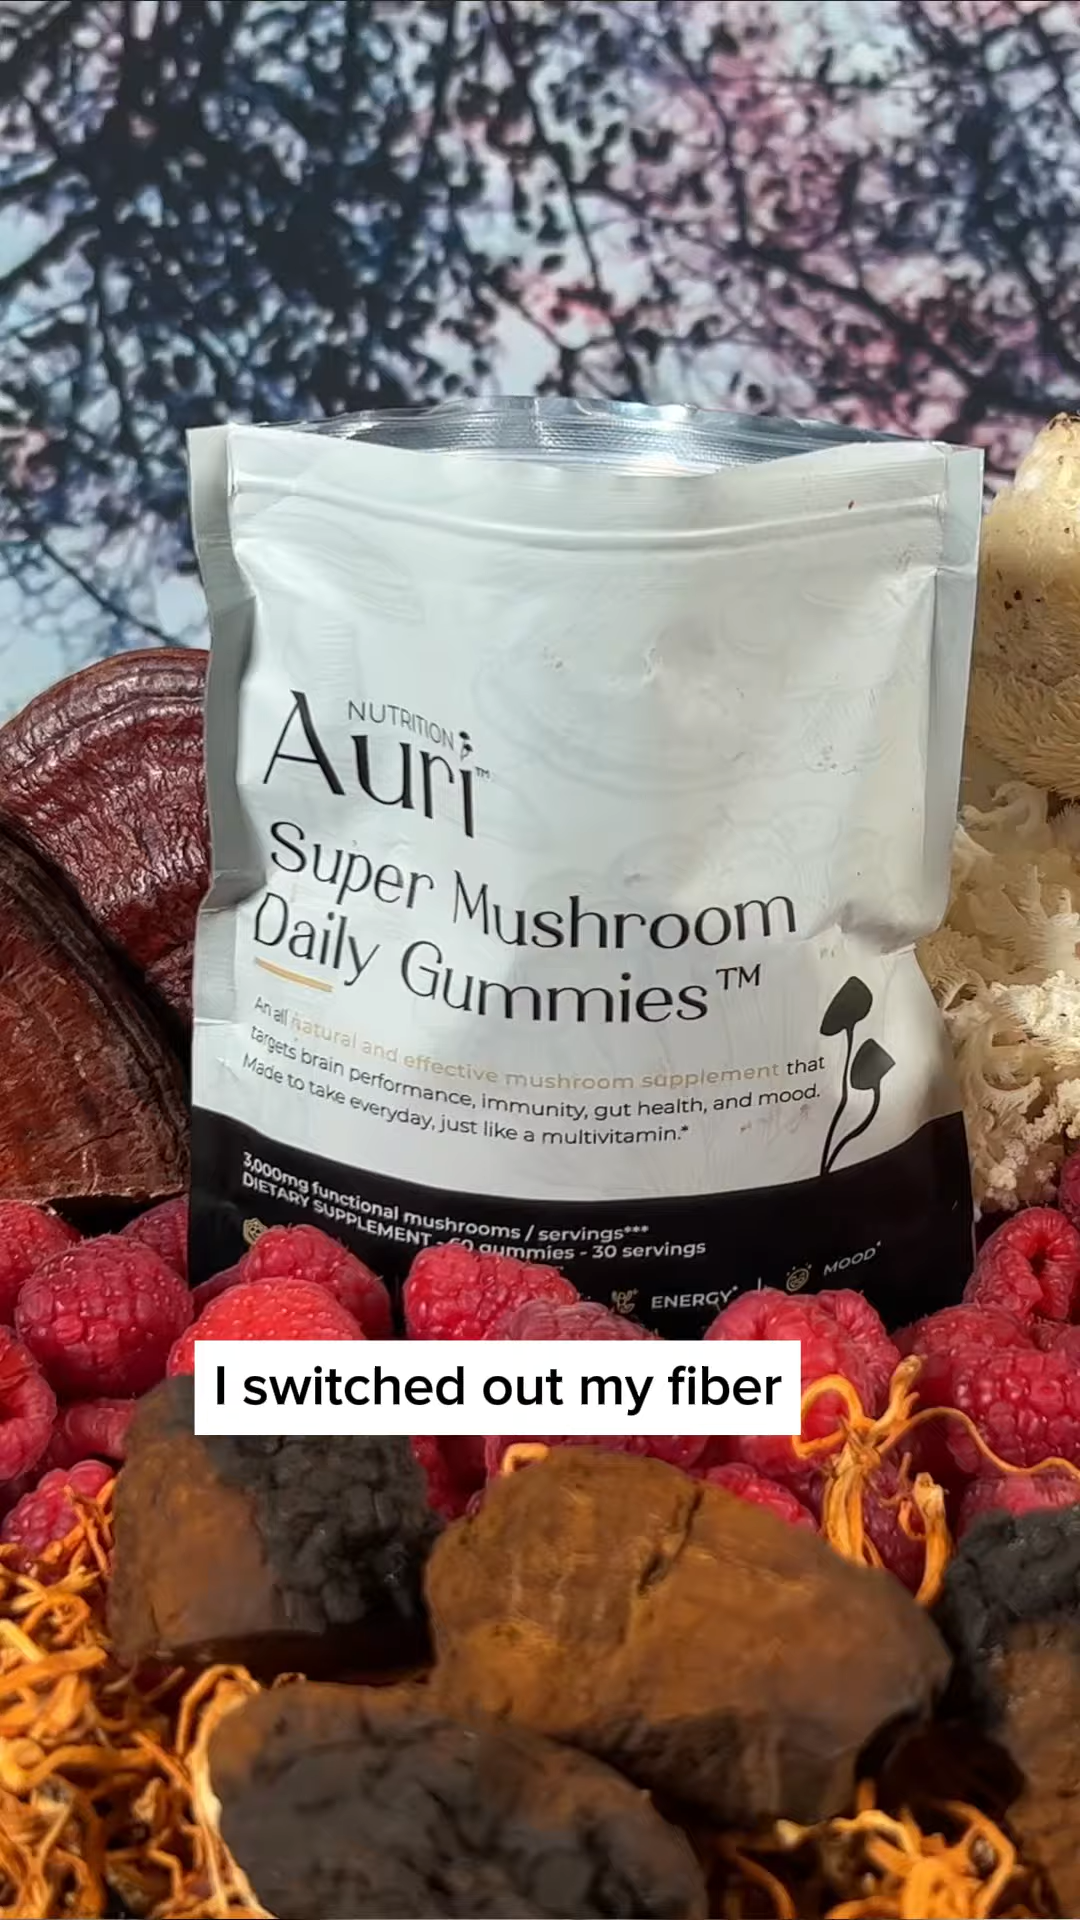 NUTRITION
Auri™
Super Mushroom
Daily Gummies™
An all natural and effective mushroom supplement that
targets brain performance, immunity, gut health, and mood.
Made to take everyday, just like a multivitamin.*
3,000mg functional mushrooms / servings***
DIETARY SUPPLEMENT - 60 gummies - 30 servings
ENERGY* | MOOD*
I switched out my fiber